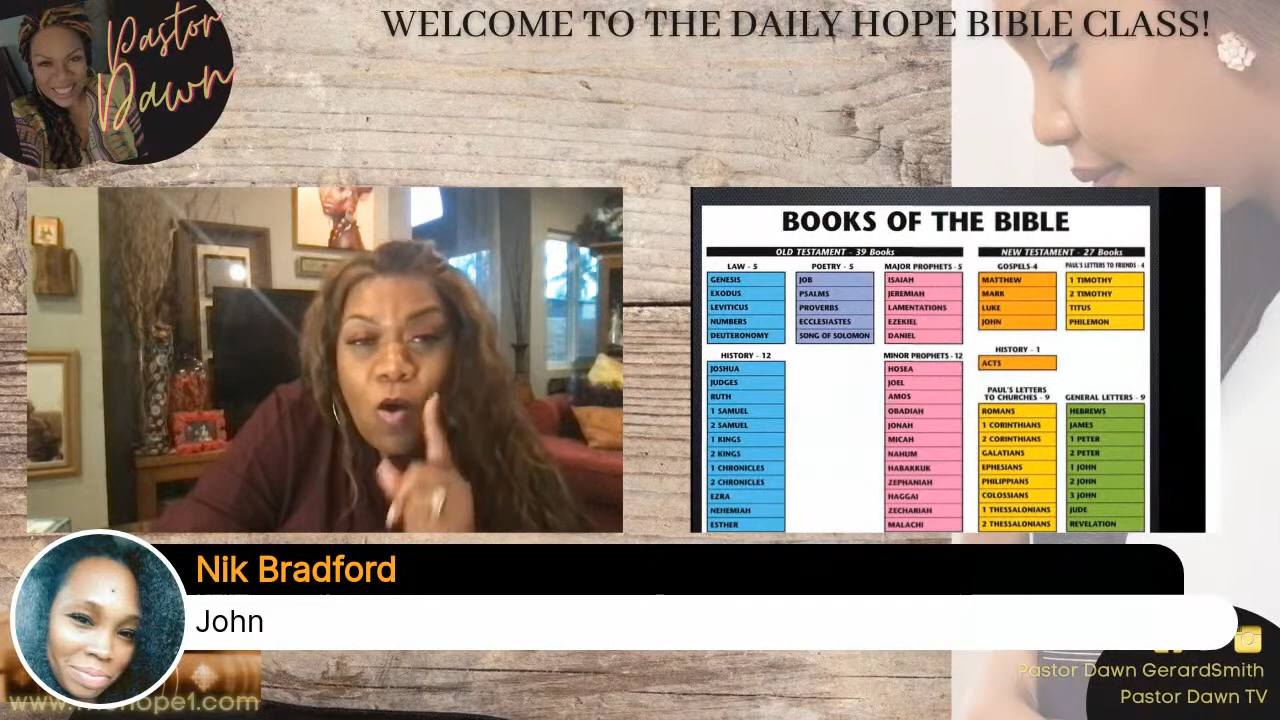 WELCOME TO THE DAILY HOPE BIBLE CLASS!
Pastor
Dawn
BOOKS OF THE BIBLE
OLD TESTAMENT - 39 Books
NEW TESTAMENT - 27 Books
LAW - 5
GENESIS
EXODUS
LEVITICUS
NUMBERS
DEUTERONOMY
HISTORY - 12
JOSHUA
JUDGES
RUTH
1 SAMUEL
2 SAMUEL
1 KINGS
2 KINGS
1 CHRONICLES
2 CHRONICLES
EZRA
NEHEMIAH
ESTHER
POETRY - 5
JOB
PSALMS
PROVERBS
ECCLESIASTES
SONG OF SOLOMON
MAJOR PROPHETS - 5
ISAIAH
JEREMIAH
LAMENTATIONS
EZEKIEL
DANIEL
MINOR PROPHETS - 12
HOSEA
JOEL
AMOS
OBADIAH
JONAH
MICAH
NAHUM
HABAKKUK
ZEPHANIAH
HAGGAI
ZECHARIAH
MALACHI
GOSPELS-4
MATTHEW
MARK
LUKE
JOHN
HISTORY - 1
ACTS
PAUL'S LETTERS
TO CHURCHES - 9
ROMANS
1 CORINTHIANS
2 CORINTHIANS
GALATIANS
EPHESIANS
PHILIPPIANS
COLOSSIANS
1 THESSALONIANS
2 THESSALONIANS
PAUL'S LETTERS TO FRIENDS - 4
1 TIMOTHY
2 TIMOTHY
TITUS
PHILEMON
GENERAL LETTERS - 9
HEBREWS
JAMES
1 PETER
2 PETER
1 JOHN
2 JOHN
3 JOHN
JUDE
REVELATION
Nik Bradford
John
Pastor Dawn GerardSmith
Pastor Dawn TV